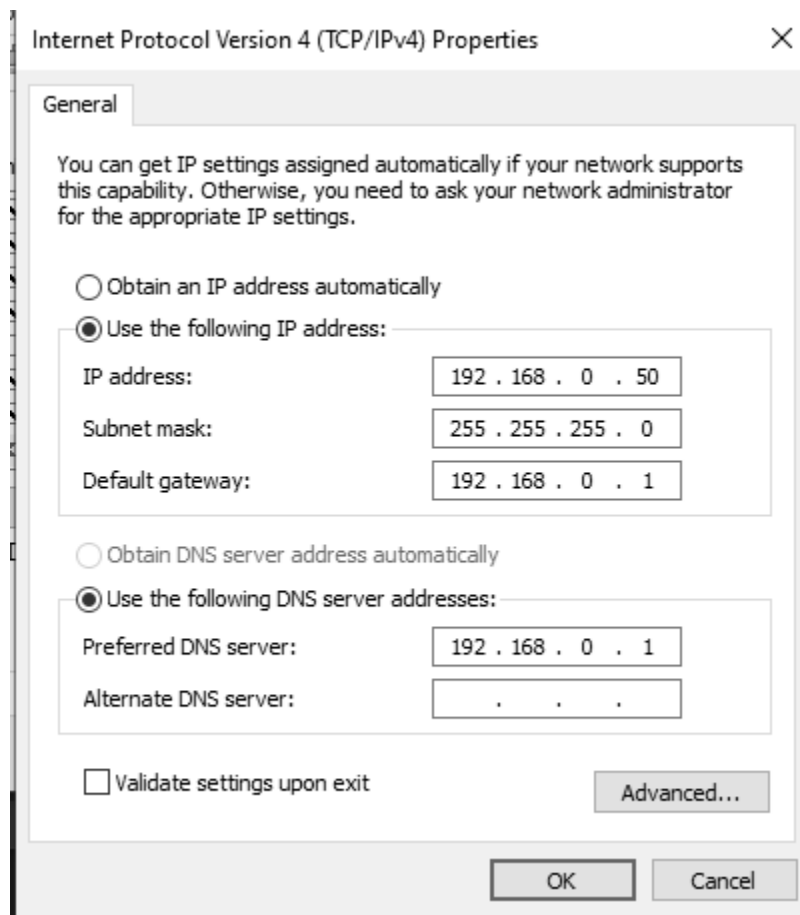 Internet Protocol Version 4 (TCP/IPv4) Properties
General
You can get IP settings assigned automatically if your network supports
this capability. Otherwise, you need to ask your network administrator
for the appropriate IP settings.
Obtain an IP address automatically
Use the following IP address:
IP address: 192 . 168 . 0 . 50
Subnet mask: 255 . 255 . 255 . 0
Default gateway: 192 . 168 . 0 . 1
Obtain DNS server address automatically
Use the following DNS server addresses:
Preferred DNS server: 192 . 168 . 0 . 1
Alternate DNS server: . . .
Validate settings upon exit
Advanced...
OK Cancel